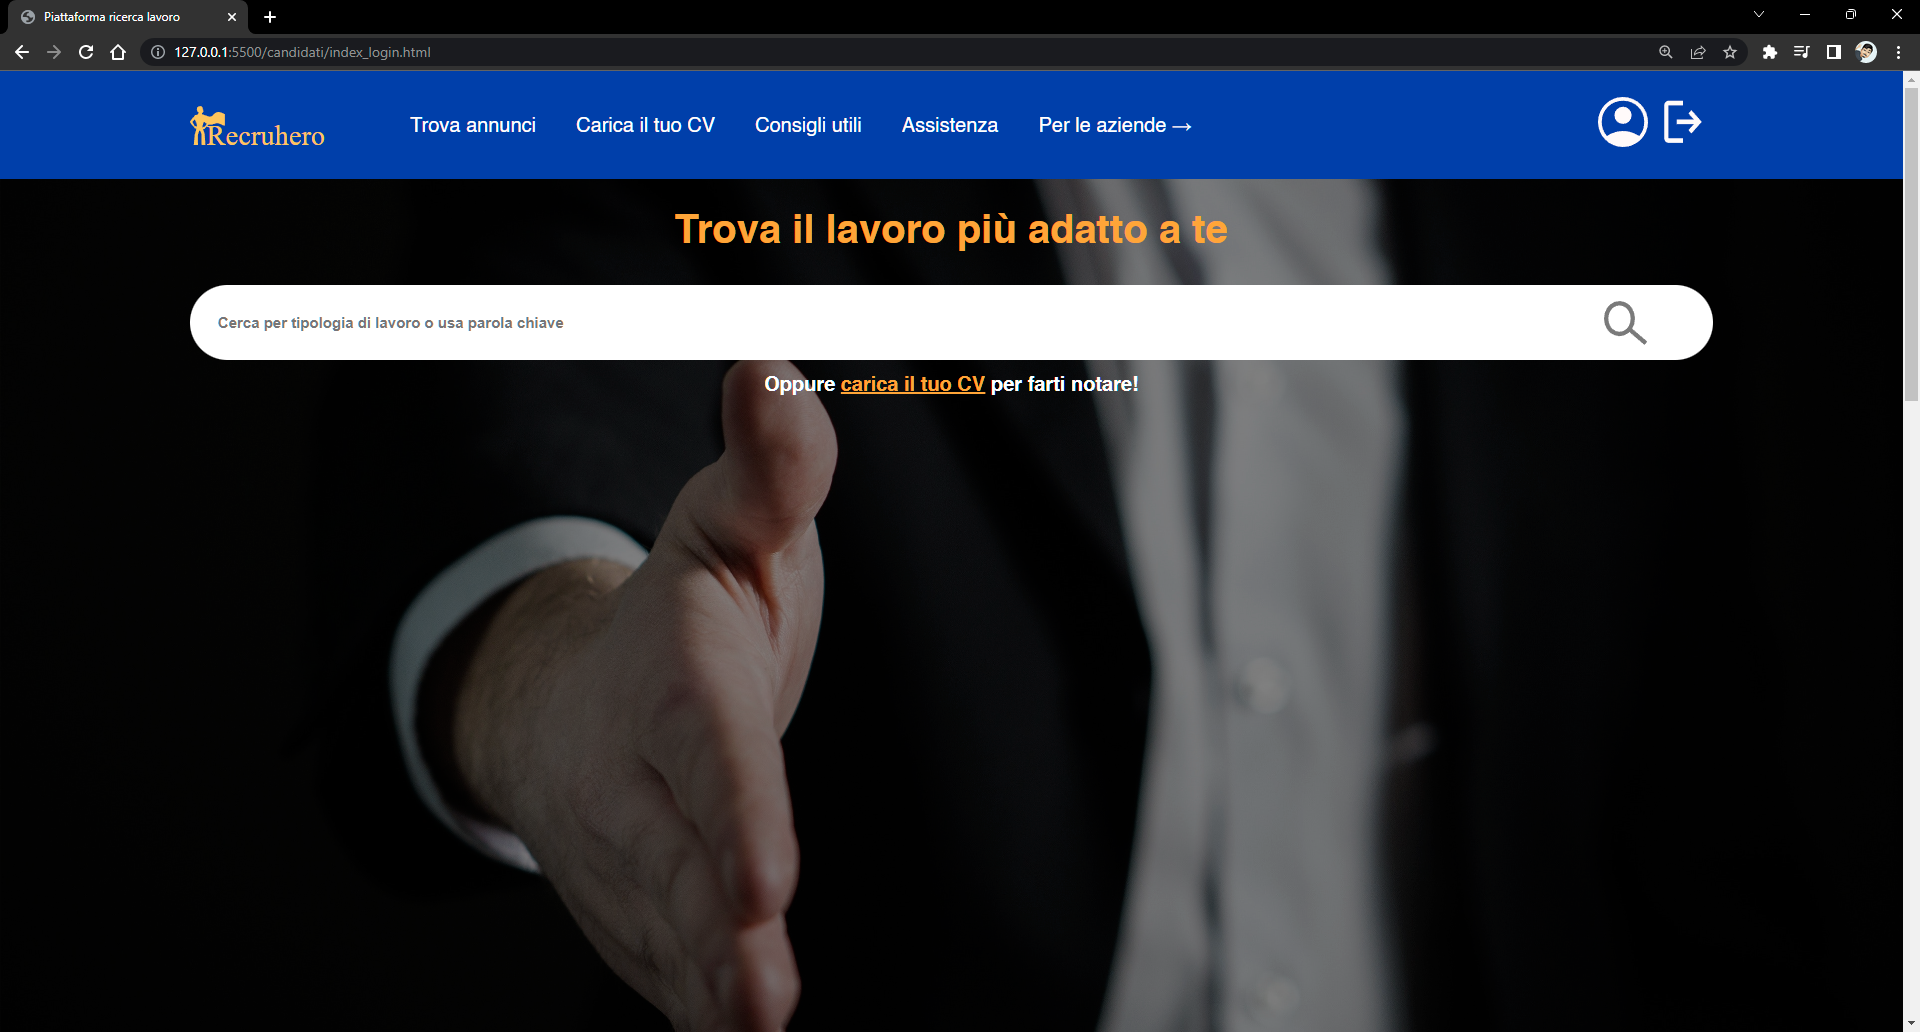 Piattaforma ricerca lavoro
127.0.0.1:5500/candidati/index_login.html
Recruhero
Trova annunci
Carica il tuo CV
Consigli utili
Assistenza
Per le aziende →
Trova il lavoro più adatto a te
Cerca per tipologia di lavoro o usa parola chiave
Oppure carica il tuo CV per farti notare!